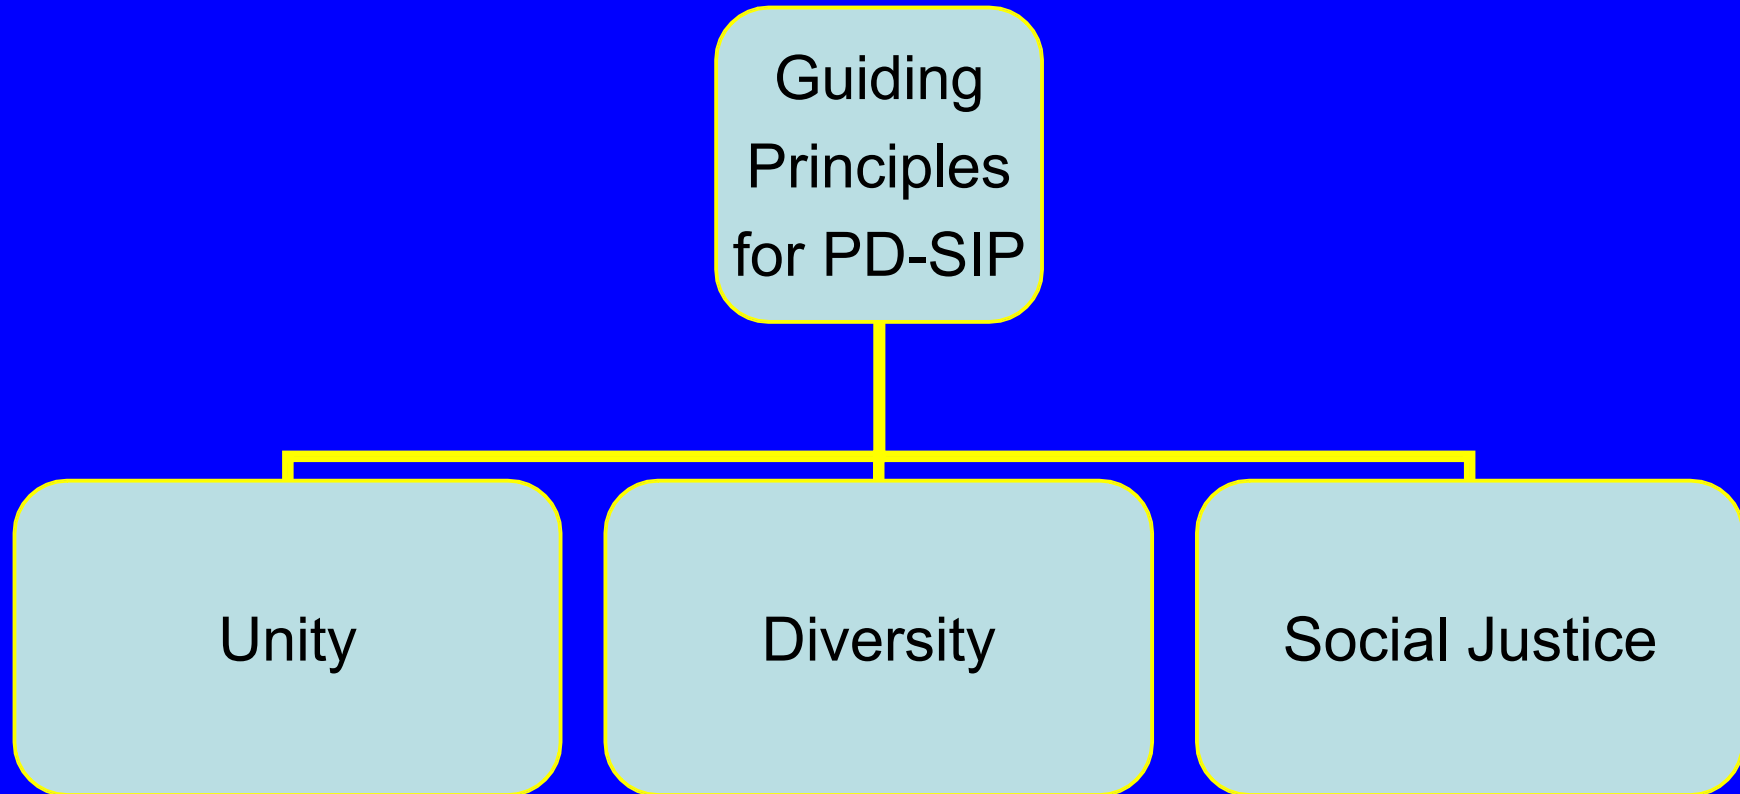 Guiding
Principles
for PD-SIP
Unity
Diversity
Social Justice